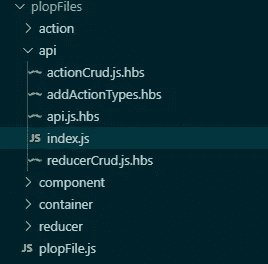 plopFiles
action
api
actionCrud.js.hbs
addActionTypes.hbs
api.js.hbs
JS index.js
reducerCrud.js.hbs
component
container
reducer
JS plopFile.js